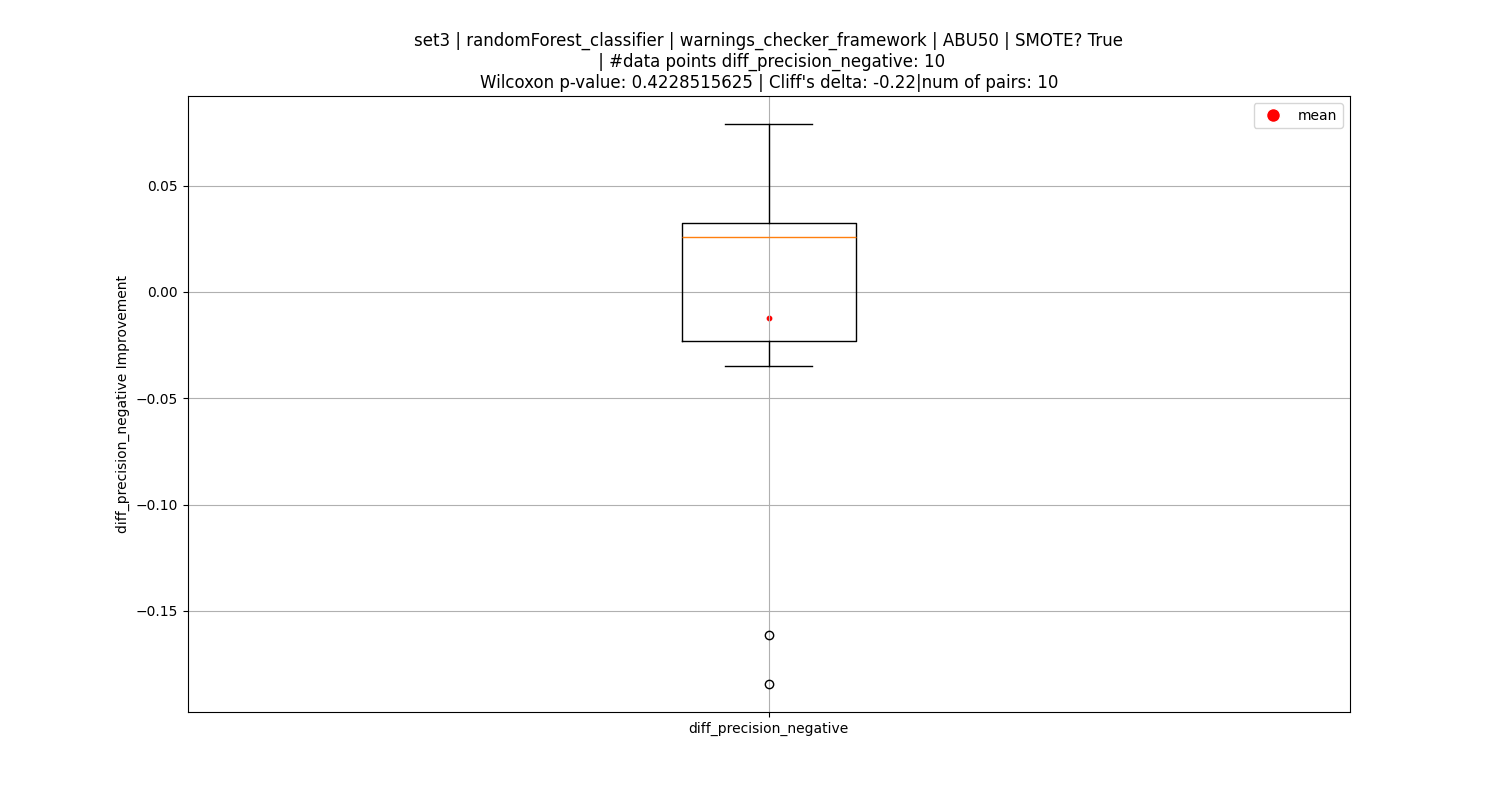 set3 | randomForest_classifier | warnings_checker_framework | ABU50 | SMOTE? True
| #data points diff_precision_negative: 10
Wilcoxon p-value: 0.4228515625 | Cliff's delta: -0.22|num of pairs: 10
mean
0.05
0.00
−0.05
−0.10
−0.15
diff_precision_negative Improvement
diff_precision_negative